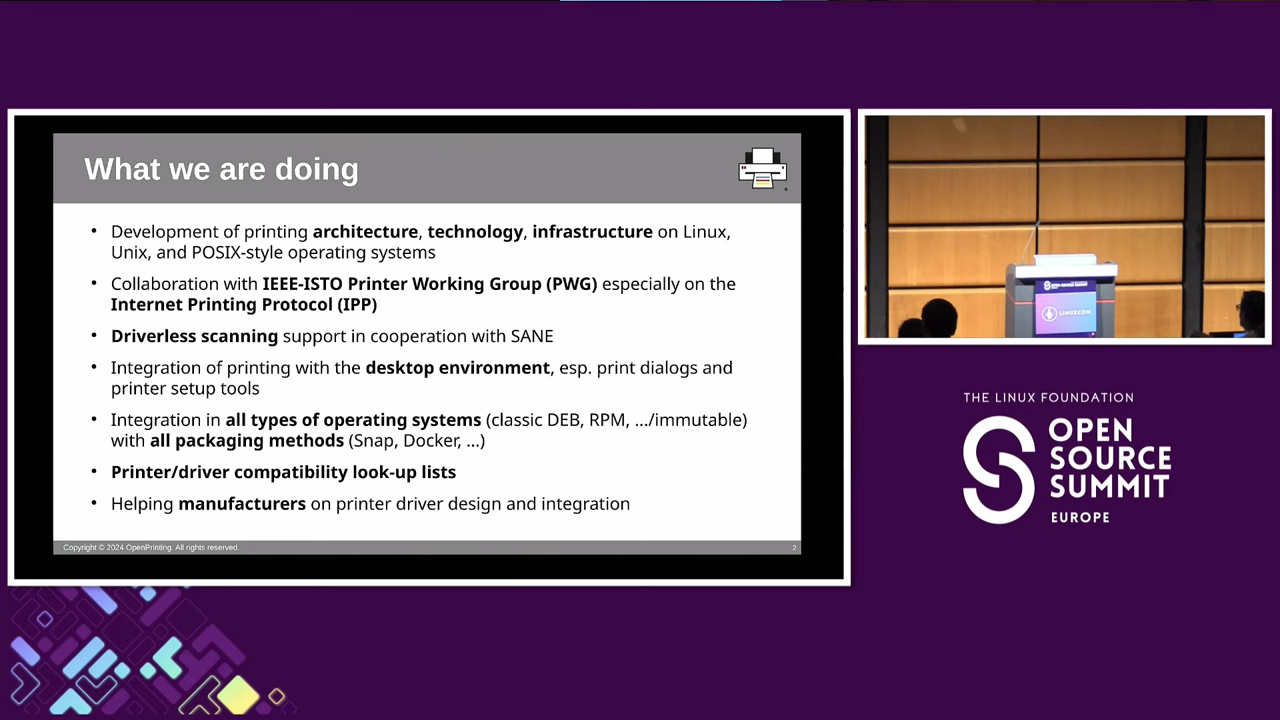 What we are doing
• Development of printing architecture, technology, infrastructure on Linux,
Unix, and POSIX-style operating systems
• Collaboration with IEEE-ISTO Printer Working Group (PWG) especially on the
Internet Printing Protocol (IPP)
• Driverless scanning support in cooperation with SANE
• Integration of printing with the desktop environment, esp. print dialogs and
printer setup tools
• Integration in all types of operating systems (classic DEB, RPM, .../immutable)
with all packaging methods (Snap, Docker, ...)
• Printer/driver compatibility look-up lists
• Helping manufacturers on printer driver design and integration
Copyright © 2024 OpenPrinting. All rights reserved.
2
OPEN SOURCE SUMMIT
LINUXCON
THE LINUX FOUNDATION
OPEN
SOURCE
SUMMIT
EUROPE